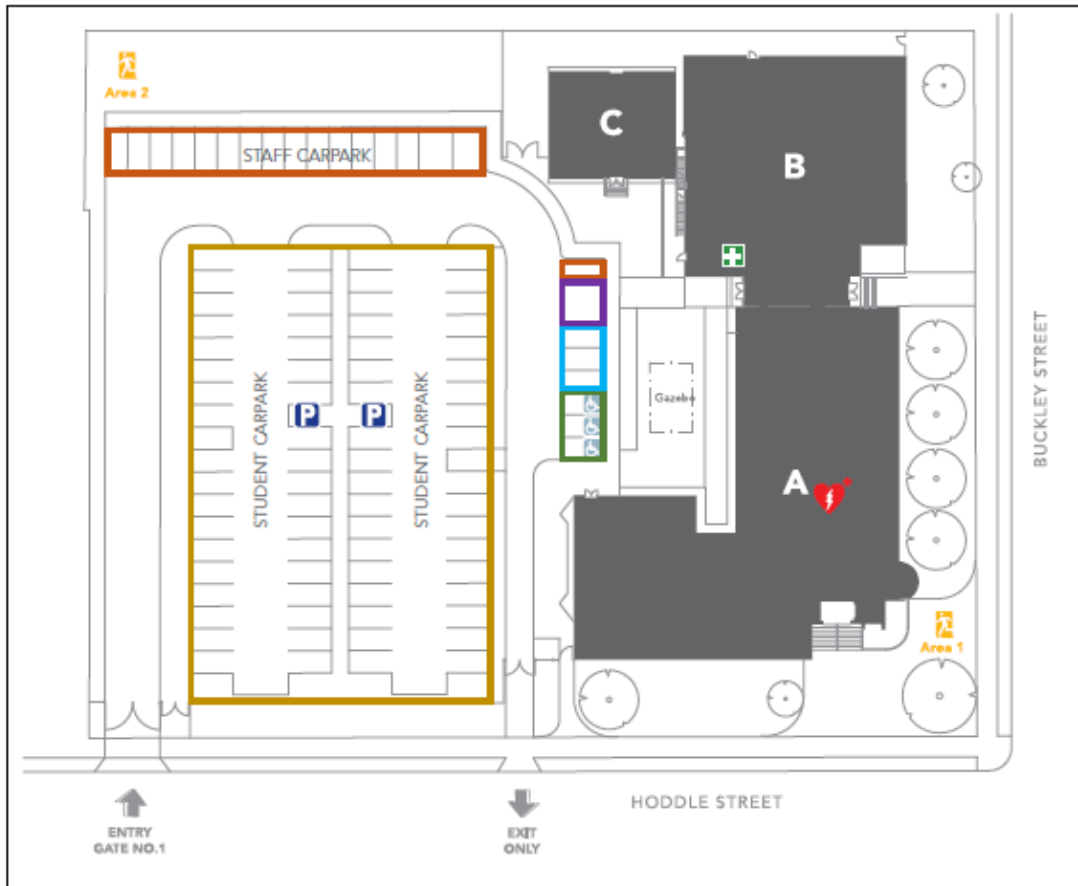 Area 2
STAFF CARPARK
C
B
STUDENT CARPARK
P
P
STUDENT CARPARK
Gazebo
A
BUCKLEY STREET
Area 1
HODDLE STREET
ENTRY
GATE NO.1
EXIT
ONLY